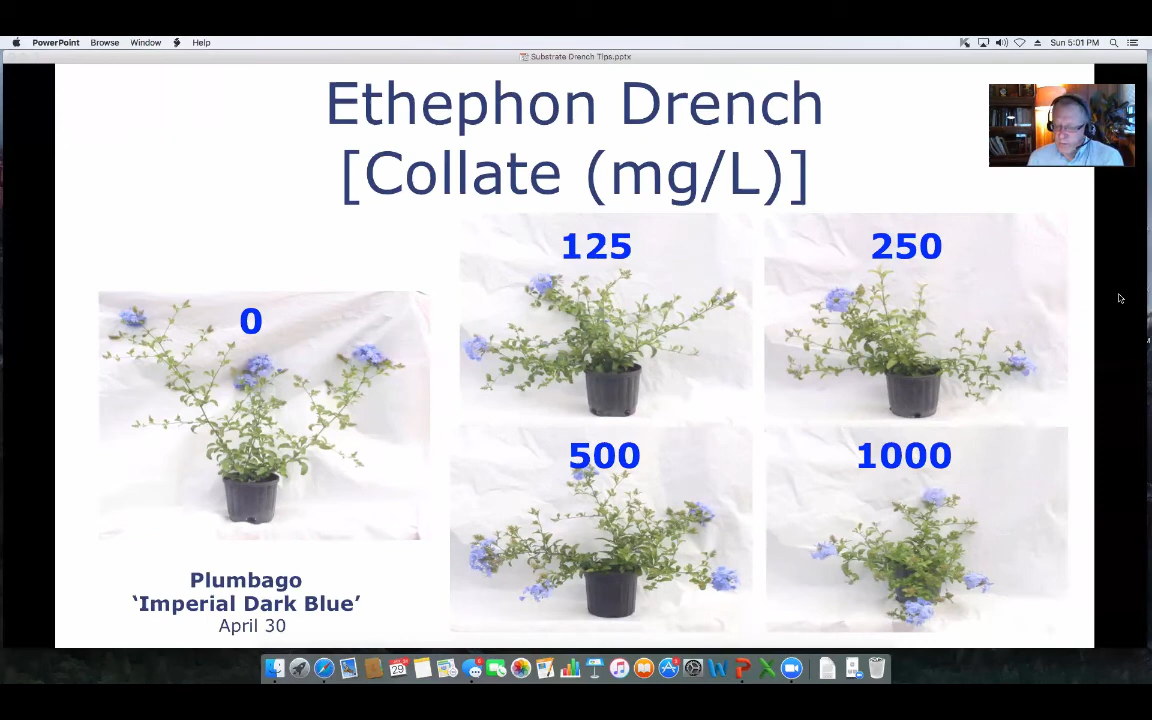 PowerPoint Browse Window Help
Sun 5:01 PM
Substrate Drench Tips.pptx
Ethephon Drench
[Collate (mg/L)]
0
125
250
500
1000
Plumbago
‘Imperial Dark Blue’
April 30
29